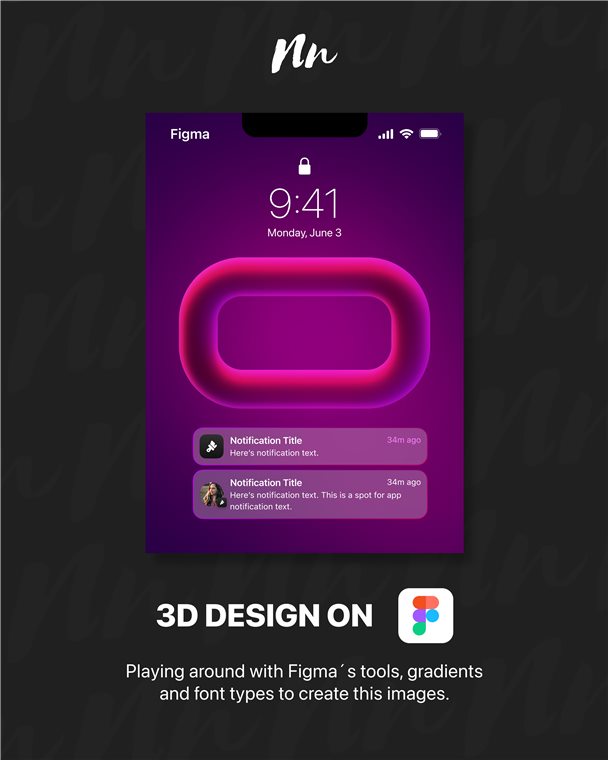 Nn
Figma
9:41
Monday, June 3
Notification Title
34m ago
Here's notification text.
Notification Title
34m ago
Here's notification text. This is a spot for app
notification text.
3D DESIGN ON
Playing around with Figma´s tools, gradients
and font types to create this images.